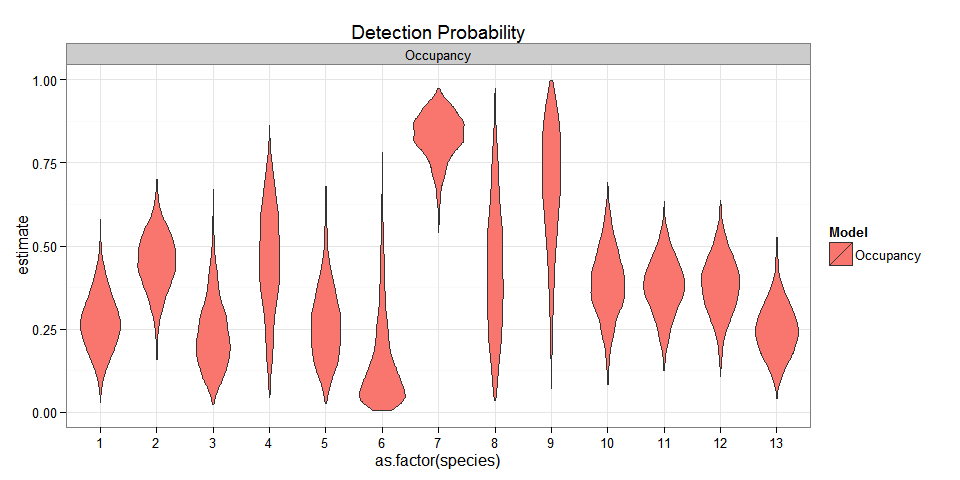 Detection Probability
Occupancy
1.00
0.75
0.50
0.25
0.00
estimate
1 2 3 4 5 6 7 8 9 10 11 12 13
as.factor(species)
Model
Occupancy